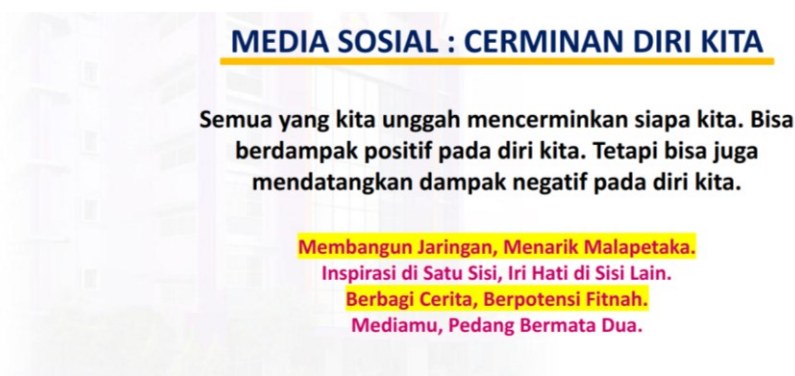 MEDIA SOSIAL : CERMINAN DIRI KITA
Semua yang kita unggah mencerminkan siapa kita. Bisa
berdampak positif pada diri kita. Tetapi bisa juga
mendatangkan dampak negatif pada diri kita.
Membangun Jaringan, Menarik Malapetaka.
Inspirasi di Satu Sisi, Iri Hati di Sisi Lain.
Berbagi Cerita, Berpotensi Fitnah.
Mediamu, Pedang Bermata Dua.